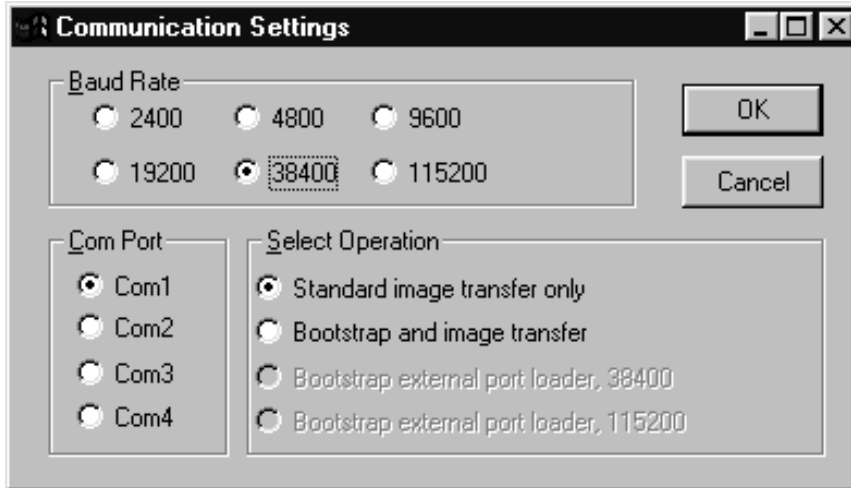 Communication Settings
Baud Rate
2400 4800 9600
OK
19200 38400 115200
Cancel
Com Port
Com1
Com2
Com3
Com4
Select Operation
Standard image transfer only
Bootstrap and image transfer
Bootstrap external port loader, 38400
Bootstrap external port loader, 115200